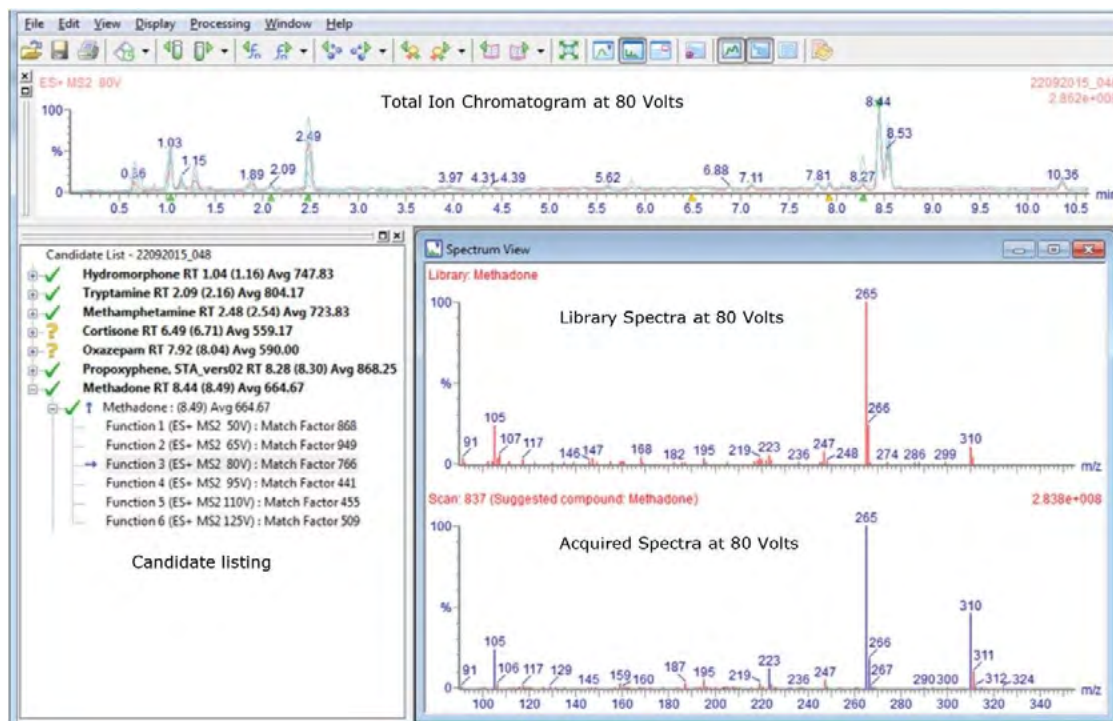 File Edit View Display Processing Window Help
ES+ MS2 80V
22092015_048
2.862e+008
Total Ion Chromatogram at 80 Volts
100
%
0
1.03
1.15
1.89
2.09
2.49
3.97
4.31
4.39
5.62
6.88
7.11
7.81
8.27
8.44
8.53
10.36
0.5 1.0 1.5 2.0 2.5 3.0 3.5 4.0 4.5 5.0 5.5 6.0 6.5 7.0 7.5 8.0 8.5 9.0 9.5 10.0 10.5 min
Candidate List - 22092015_048
Hydromorphone RT 1.04 (1.16) Avg 747.83
Tryptamine RT 2.09 (2.16) Avg 804.17
Methamphetamine RT 2.48 (2.54) Avg 723.83
? Cortisone RT 6.49 (6.71) Avg 559.17
? Oxazepam RT 7.92 (8.04) Avg 590.00
Propoxyphene, STA_vers02 RT 8.28 (8.30) Avg 868.25
Methadone RT 8.44 (8.49) Avg 664.67
Methadone : (8.49) Avg 664.67
Function 1 (ES+ MS2 50V) : Match Factor 868
Function 2 (ES+ MS2 65V) : Match Factor 949
Function 3 (ES+ MS2 80V) : Match Factor 766
Function 4 (ES+ MS2 95V) : Match Factor 441
Function 5 (ES+ MS2 110V) : Match Factor 455
Function 6 (ES+ MS2 125V) : Match Factor 509
Candidate listing
Spectrum View
Library: Methadone
Library Spectra at 80 Volts
100
%
0
91
105
107
117
146
147
168
182
195
219
223
236
247
248
265
266
274
286
299
310
m/z
Scan: 837 (Suggested compound: Methadone)
2.838e+008
Acquired Spectra at 80 Volts
100
%
0
91
105
106
117
129
145
159
160
187
195
219
223
236
247
265
266
267
290
300
310
311
312
324
100 120 140 160 180 200 220 240 260 280 300 320 340 m/z